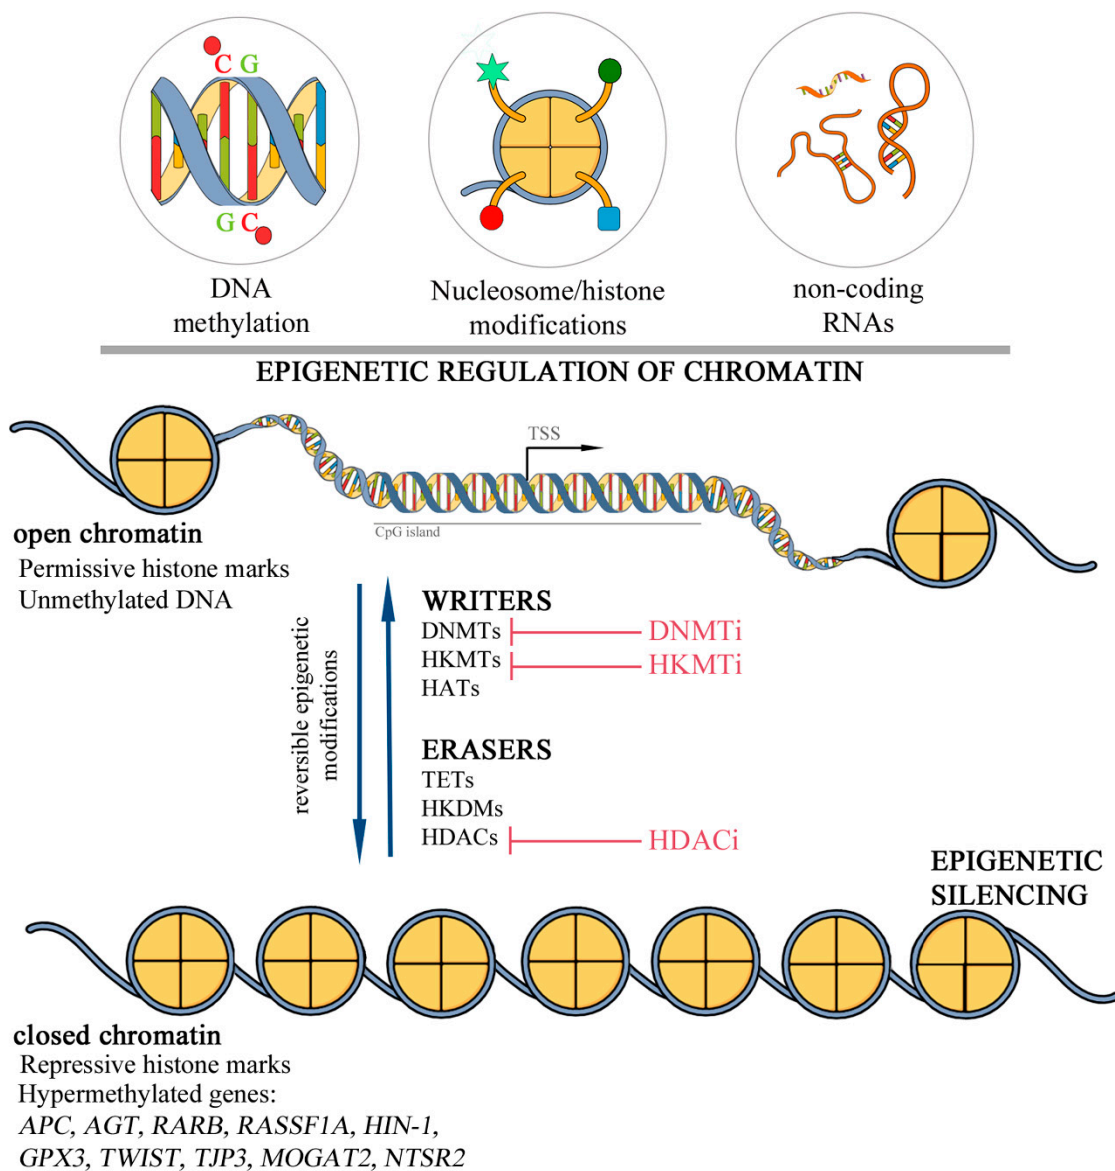 C G
G C
DNA
methylation
Nucleosome/histone
modifications
non-coding
RNAs
EPIGENETIC REGULATION OF CHROMATIN
TSS
CpG island
open chromatin
Permissive histone marks
Unmethylated DNA
reversible epigenetic
modifications
WRITERS
DNMTs DNMTi
HKMTs HKMTi
HATs
ERASERS
TETs
HKDMs
HDACs HDACi
EPIGENETIC
SILENCING
closed chromatin
Repressive histone marks
Hypermethylated genes:
APC, AGT, RARB, RASSF1A, HIN-1,
GPX3, TWIST, TJP3, MOGAT2, NTSR2